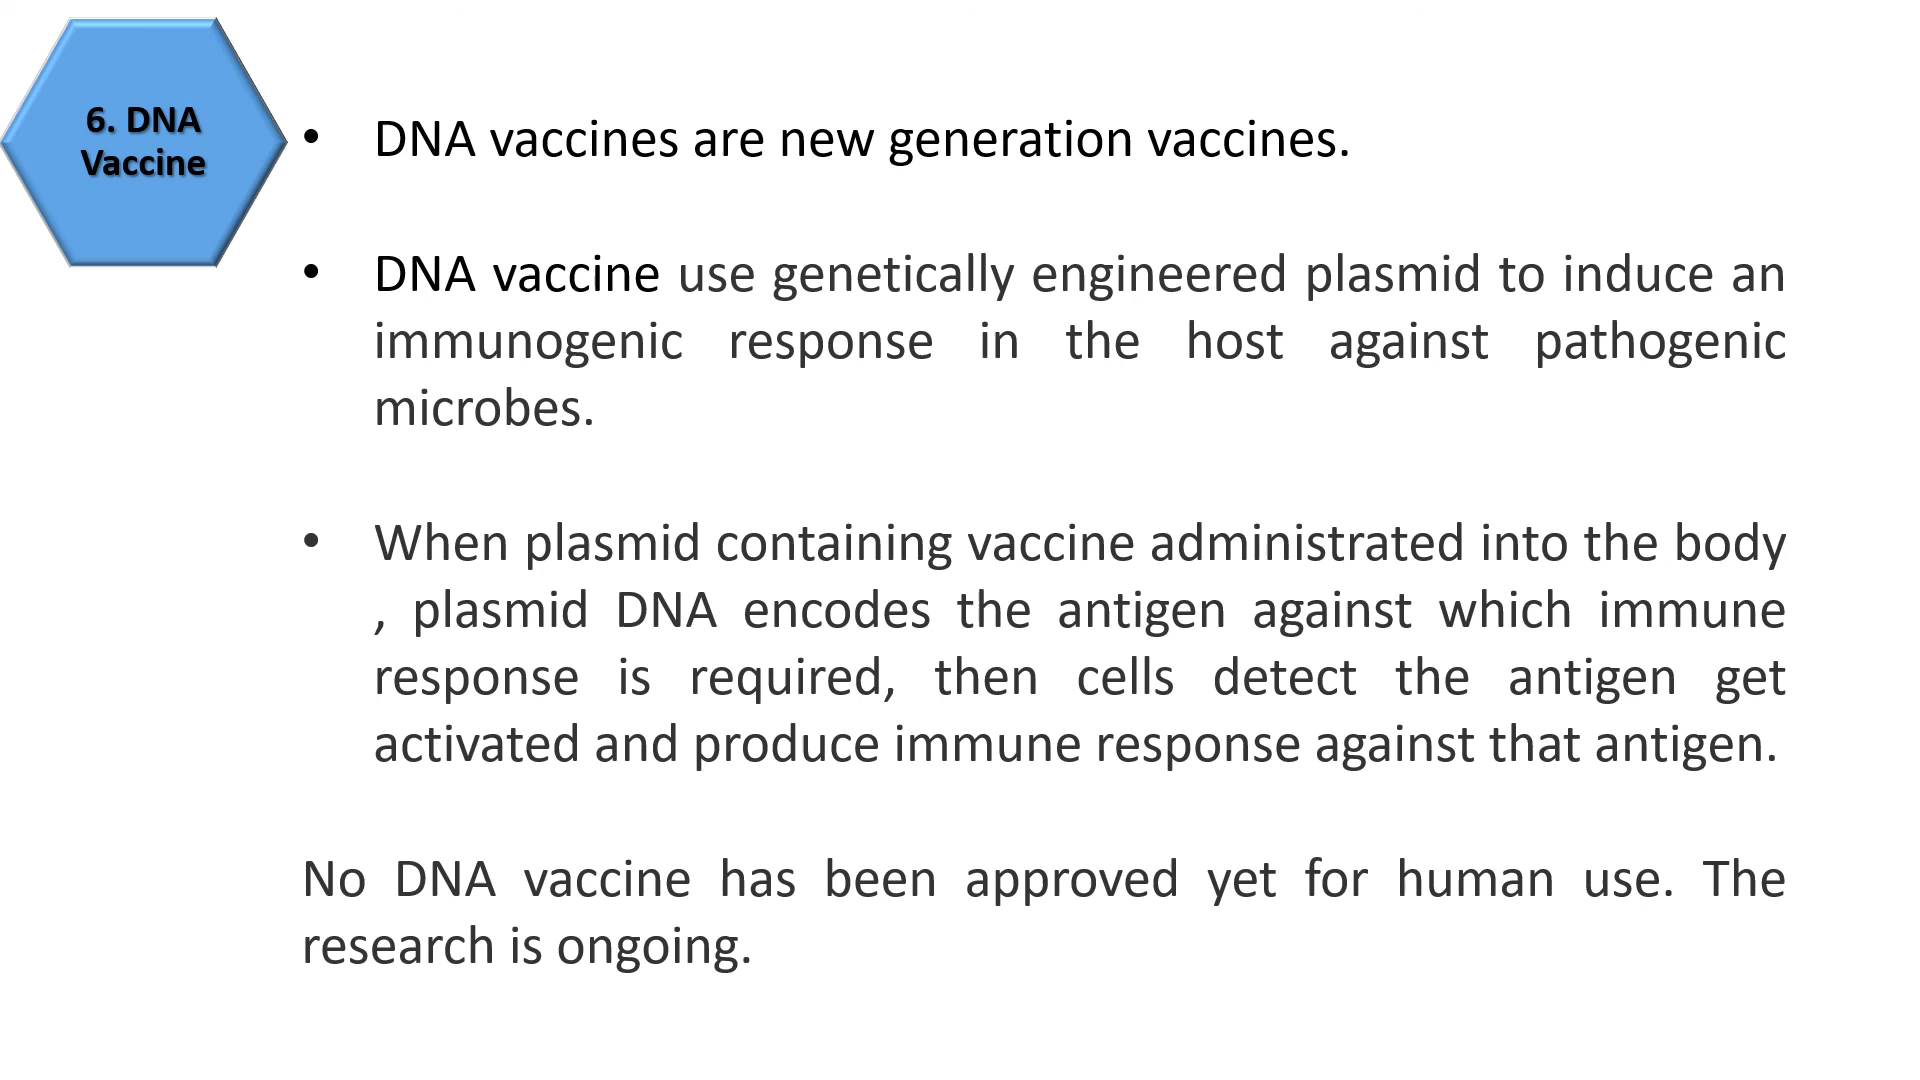 6. DNA
Vaccine
• DNA vaccines are new generation vaccines.
• DNA vaccine use genetically engineered plasmid to induce an
immunogenic response in the host against pathogenic
microbes.
• When plasmid containing vaccine administrated into the body
, plasmid DNA encodes the antigen against which immune
response is required, then cells detect the antigen get
activated and produce immune response against that antigen.
No DNA vaccine has been approved yet for human use. The
research is ongoing.